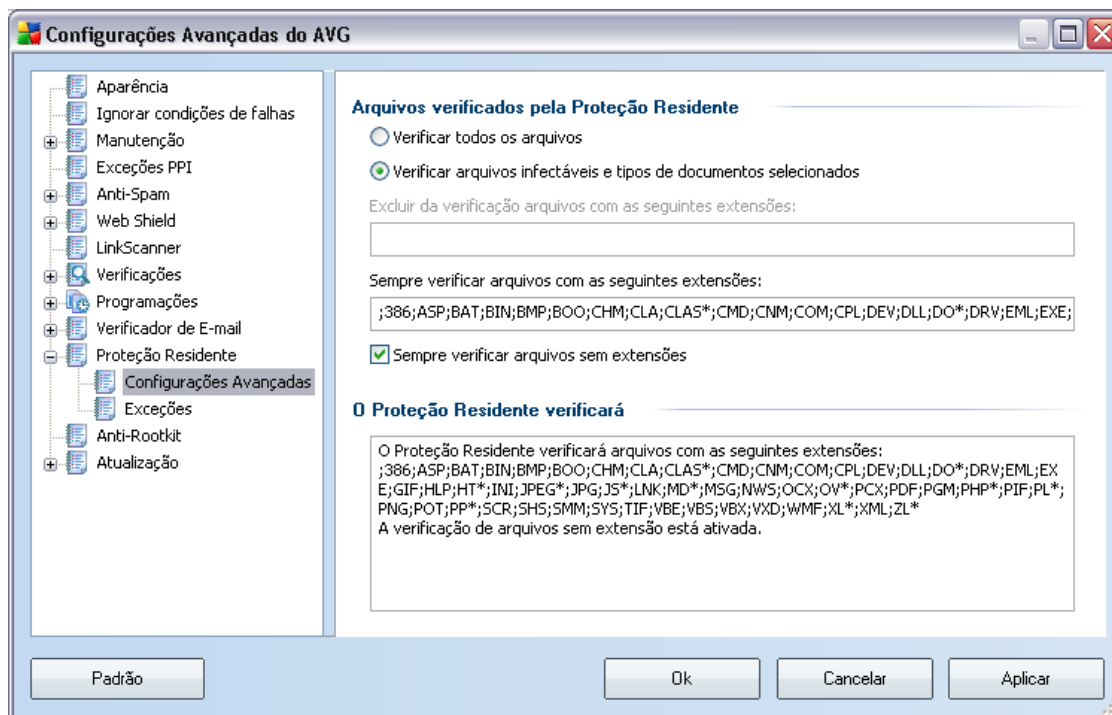 Configurações Avançadas do AVG
Aparência
Ignorar condições de falhas
Manutenção
Exceções PPI
Anti-Spam
Web Shield
LinkScanner
Verificações
Programações
Verificador de E-mail
Proteção Residente
Configurações Avançadas
Exceções
Anti-Rootkit
Atualização
Arquivos verificados pela Proteção Residente
Verificar todos os arquivos
Verificar arquivos infectáveis e tipos de documentos selecionados
Excluir da verificação arquivos com as seguintes extensões:
Sempre verificar arquivos com as seguintes extensões:
;386;ASP;BAT;BIN;BMP;BOO;CHM;CLA;CLAS*;CMD;CNM;COM;CPL;DEV;DLL;DO*;DRV;EML;EXE;
Sempre verificar arquivos sem extensões
O Proteção Residente verificará
O Proteção Residente verificará arquivos com as seguintes extensões:
;386;ASP;BAT;BIN;BMP;BOO;CHM;CLA;CLAS*;CMD;CNM;COM;CPL;DEV;DLL;DO*;DRV;EML;EX
E;GIF;HLP;HT*;INI;JPEG*;JPG;JS*;LNK;MD*;MSG;NWS;OCX;OV*;PCX;PDF;PGM;PHP*;PIF;PL*;
PNG;POT;PP*;SCR;SHS;SMM;SYS;TIF;VBE;VBS;VBX;VXD;WMF;XL*;XML;ZL*
A verificação de arquivos sem extensão está ativada.
Padrão
Ok
Cancelar
Aplicar